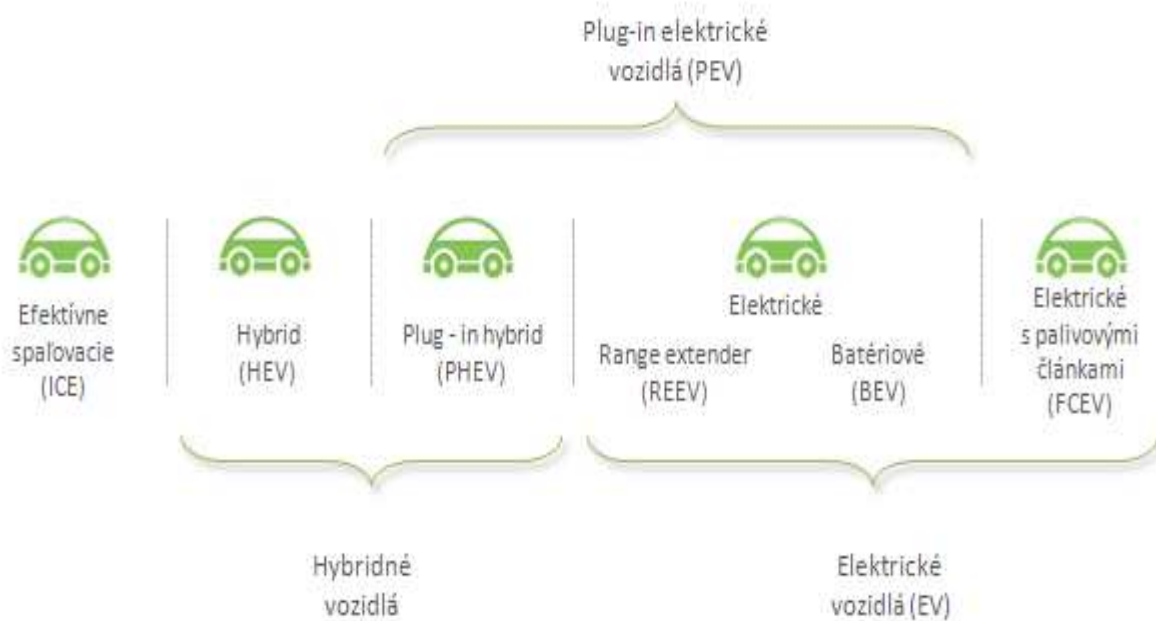 Plug-in elektrické
vozidlá (PEV)
Efektívne
spaľovacie
(ICE)
Hybrid
(HEV)
Plug - in hybrid
(PHEV)
Elektrické
Range extender
(REEV)
Batériové
(BEV)
Elektrické
s palivovými
článkami
(FCEV)
Hybridné
vozidlá
Elektrické
vozidlá (EV)